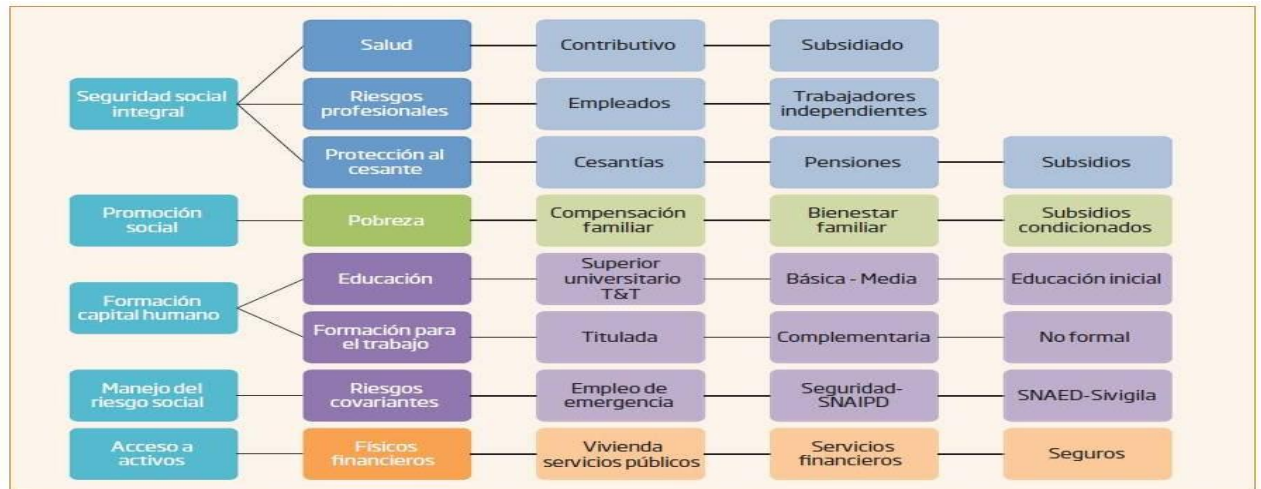 Seguridad social
integral
Salud
Contributivo
Subsidiado
Riesgos
profesionales
Empleados
Trabajadores
independientes
Protección al
cesante
Cesantías
Pensiones
Subsidios
Promoción
social
Pobreza
Compensación
familiar
Bienestar
familiar
Subsidios
condicionados
Formación
capital humano
Educación
Superior
universitario
T&T
Básica - Media
Educación inicial
Formación para
el trabajo
Titulada
Complementaria
No formal
Manejo del
riesgo social
Riesgos
covariantes
Empleo de
emergencia
Seguridad-
SNAIPD
SNAED-Sivigila
Acceso a
activos
Físicos
financieros
Vivienda
servicios públicos
Servicios
financieros
Seguros